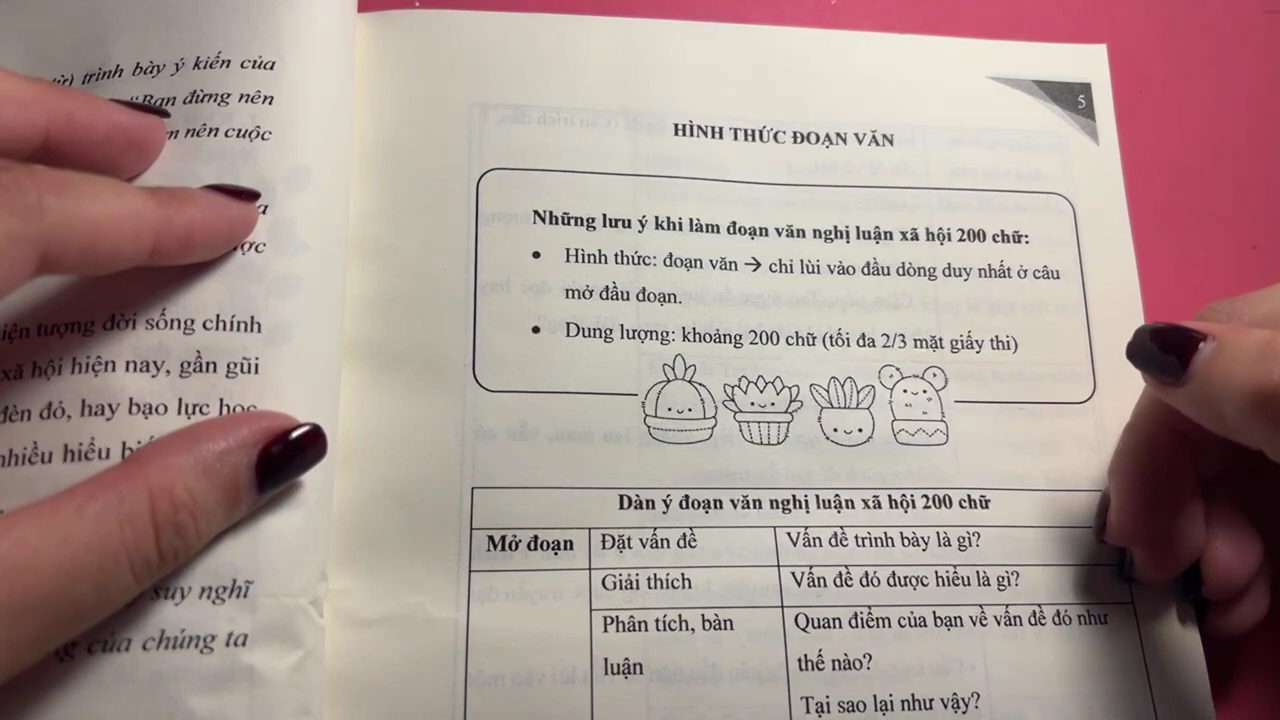 trình bày ý kiến của
“Bạn đừng nên
nên cuộc
iện tượng đời sống chính
xã hội hiện nay, gần gũi
đèn đỏ, hay bạo lực học
nhiều hiểu
suy nghĩ
của chúng ta
5
HÌNH THỨC ĐOẠN VĂN
Những lưu ý khi làm đoạn văn nghị luận xã hội 200 chữ:
• Hình thức: đoạn văn → chỉ lùi vào đầu dòng duy nhất ở câu
mở đầu đoạn.
• Dung lượng: khoảng 200 chữ (tối đa 2/3 mặt giấy thi)
Dàn ý đoạn văn nghị luận xã hội 200 chữ
Mở đoạn Đặt vấn đề Vấn đề trình bày là gì?
Giải thích Vấn đề đó được hiểu là gì?
Phân tích, bàn Quan điểm của bạn về vấn đề đó như
luận thế nào?
Tại sao lại như vậy?